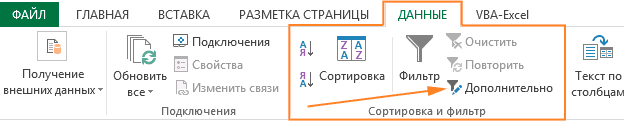 ФАЙЛ ГЛАВНАЯ ВСТАВКА РАЗМЕТКА СТРАНИЦЫ ДАННЫЕ VBA-Excel
Получение
внешних данных
Обновить
все
Подключения
Свойства
Изменить связи
Подключения
А
Я
Я
А
Я А
А Я
Сортировка
Фильтр
Очистить
Повторить
Дополнительно
Сортировка и фильтр
Текст по
столбцам